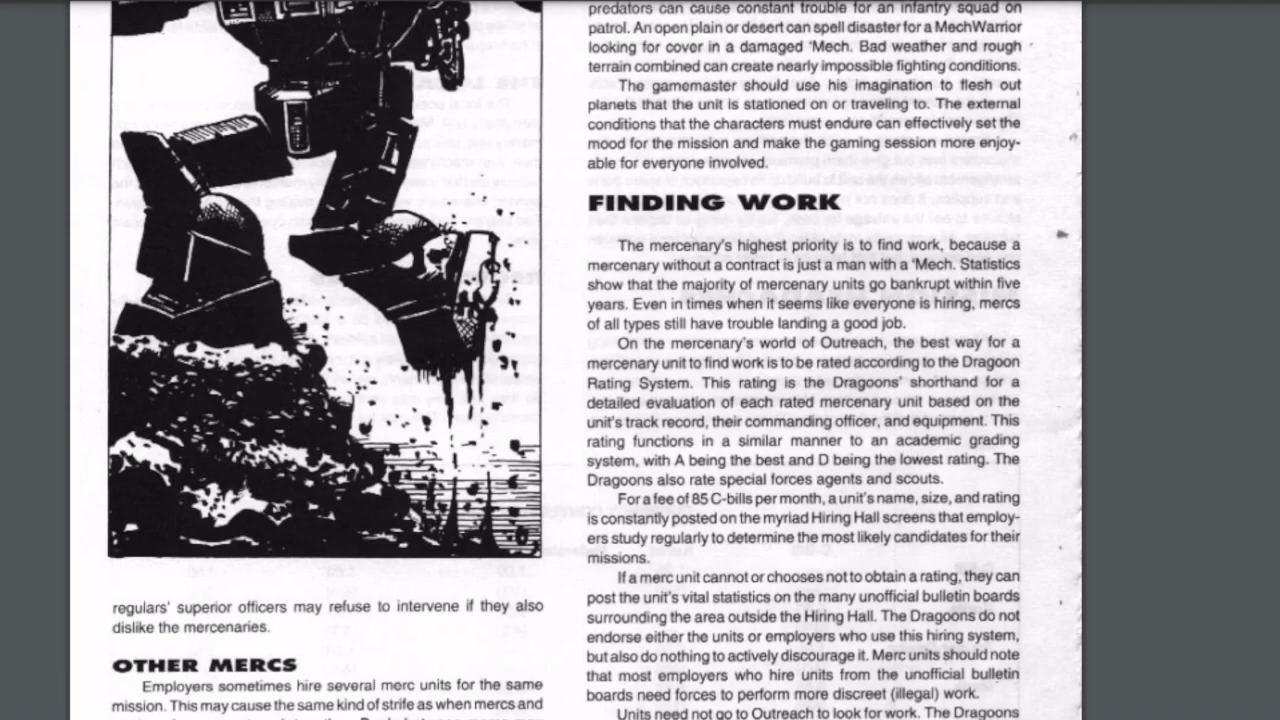 regulars' superior officers may refuse to intervene if they also
dislike the mercenaries.
OTHER MERCS
Employers sometimes hire several merc units for the same
mission. This may cause the same kind of strife as when mercs and
predators can cause constant trouble for an infantry squad on
patrol. An open plain or desert can spell disaster for a MechWarrior
looking for cover in a damaged 'Mech. Bad weather and rough
terrain combined can create nearly impossible fighting conditions.
The gamemaster should use his imagination to flesh out
planets that the unit is stationed on or traveling to. The external
conditions that the characters must endure can effectively set the
mood for the mission and make the gaming session more enjoy-
able for everyone involved.
FINDING WORK
The mercenary's highest priority is to find work, because a
mercenary without a contract is just a man with a 'Mech. Statistics
show that the majority of mercenary units go bankrupt within five
years. Even in times when it seems like everyone is hiring, mercs
of all types still have trouble landing a good job.
On the mercenary's world of Outreach, the best way for a
mercenary unit to find work is to be rated according to the Dragoon
Rating System. This rating is the Dragoons' shorthand for a
detailed evaluation of each rated mercenary unit based on the
unit's track record, their commanding officer, and equipment. This
rating functions in a similar manner to an academic grading
system, with A being the best and D being the lowest rating. The
Dragoons also rate special forces agents and scouts.
For a fee of 85 C-bills per month, a unit's name, size, and rating
is constantly posted on the myriad Hiring Hall screens that employ-
ers study regularly to determine the most likely candidates for their
missions.
If a merc unit cannot or chooses not to obtain a rating, they can
post the unit's vital statistics on the many unofficial bulletin boards
surrounding the area outside the Hiring Hall. The Dragoons do not
endorse either the units or employers who use this hiring system,
but also do nothing to actively discourage it. Merc units should note
that most employers who hire units from the unofficial bulletin
boards need forces to perform more discreet (illegal) work.
Units need not go to Outreach to look for work. The Dragoons